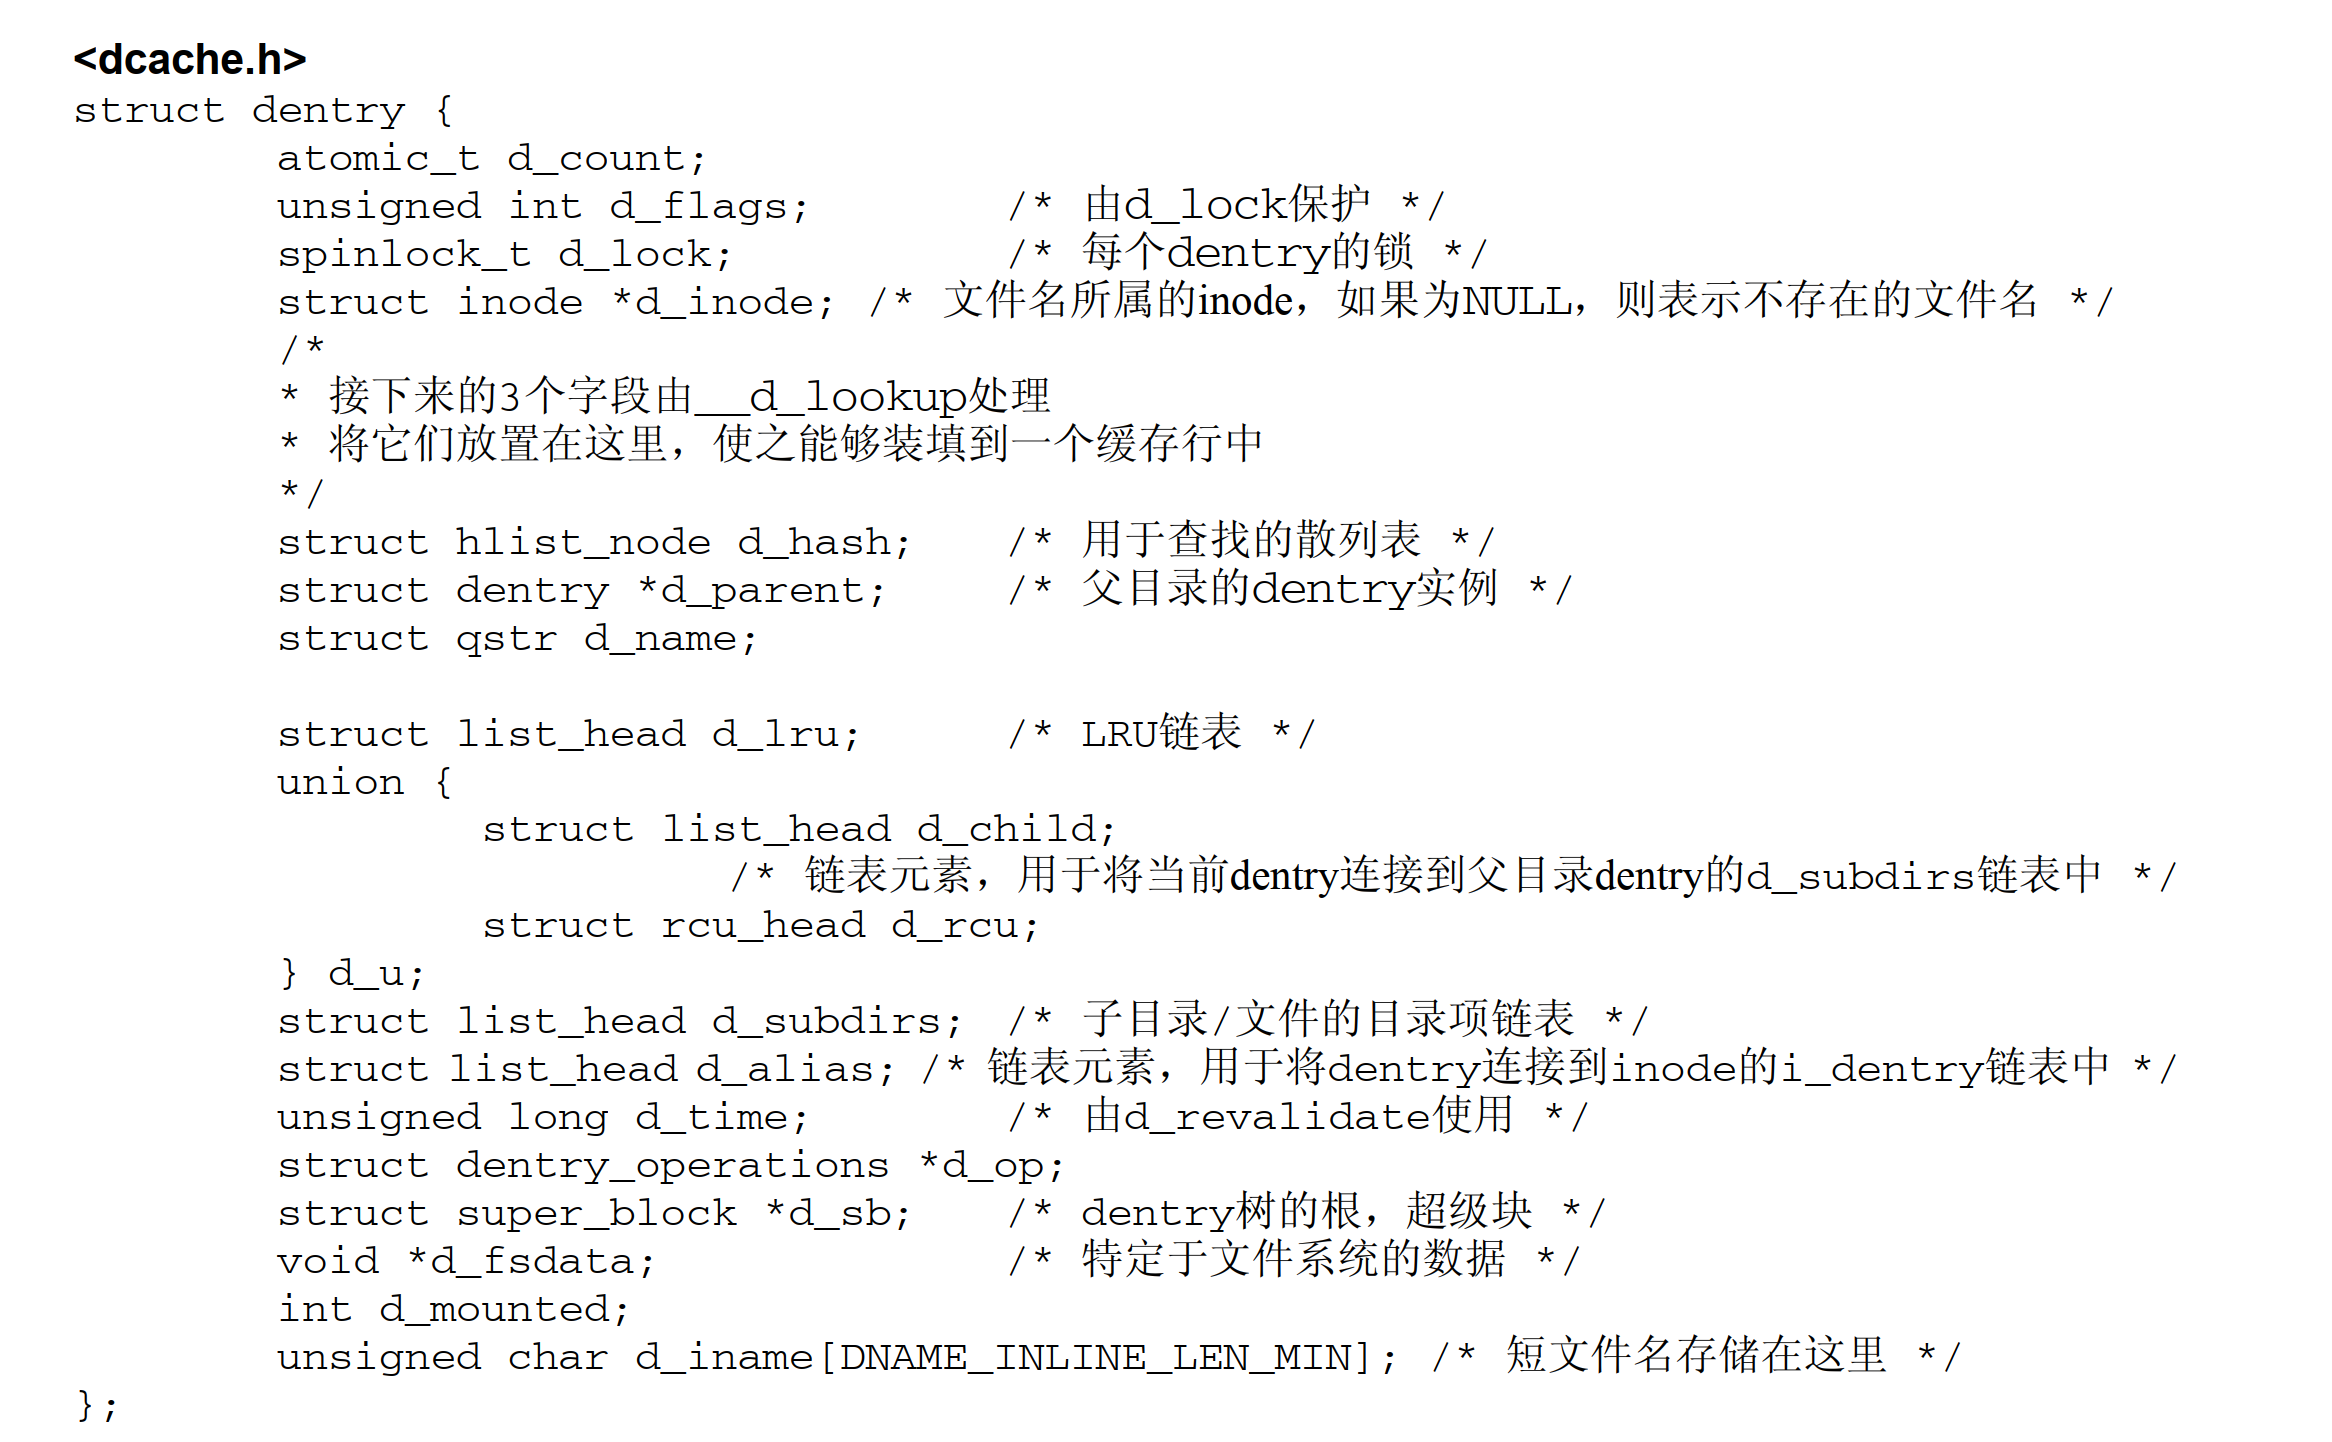 <dcache.h>
struct dentry {
atomic_t d_count;
unsigned int d_flags; /* 由d_lock保护 */
spinlock_t d_lock; /* 每个dentry的锁 */
struct inode *d_inode; /* 文件名所属的inode，如果为NULL，则表示不存在的文件名 */
/*
* 接下来的3个字段由__d_lookup处理
* 将它们放置在这里，使之能够装填到一个缓存行中
*/
struct hlist_node d_hash; /* 用于查找的散列表 */
struct dentry *d_parent; /* 父目录的dentry实例 */
struct qstr d_name;
struct list_head d_lru; /* LRU链表 */
union {
struct list_head d_child;
/* 链表元素，用于将当前dentry连接到父目录dentry的d_subdirs链表中 */
struct rcu_head d_rcu;
} d_u;
struct list_head d_subdirs; /* 子目录/文件的目录项链表 */
struct list_head d_alias; /* 链表元素，用于将dentry连接到inode的i_dentry链表中 */
unsigned long d_time; /* 由d_revalidate使用 */
struct dentry_operations *d_op;
struct super_block *d_sb; /* dentry树的根，超级块 */
void *d_fsdata; /* 特定于文件系统的数据 */
int d_mounted;
unsigned char d_iname[DNAME_INLINE_LEN_MIN]; /* 短文件名存储在这里 */
};